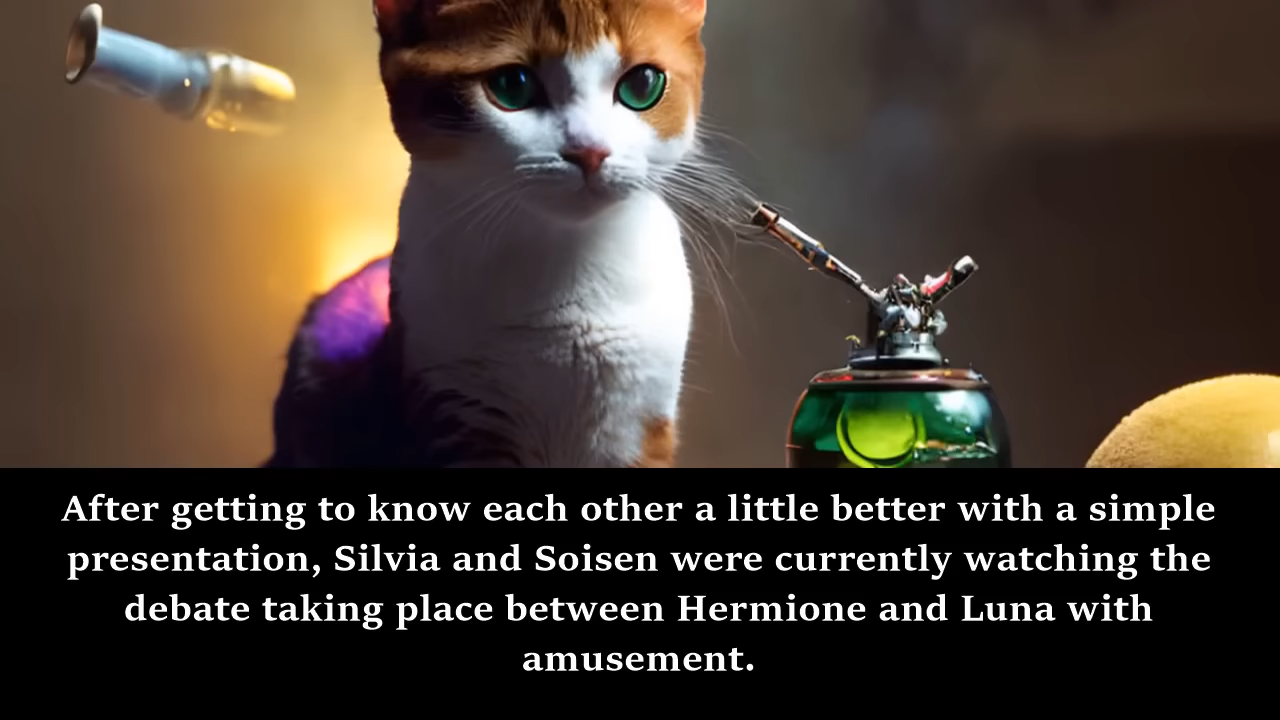 After getting to know each other a little better with a simple
presentation, Silvia and Soisen were currently watching the
debate taking place between Hermione and Luna with
amusement.